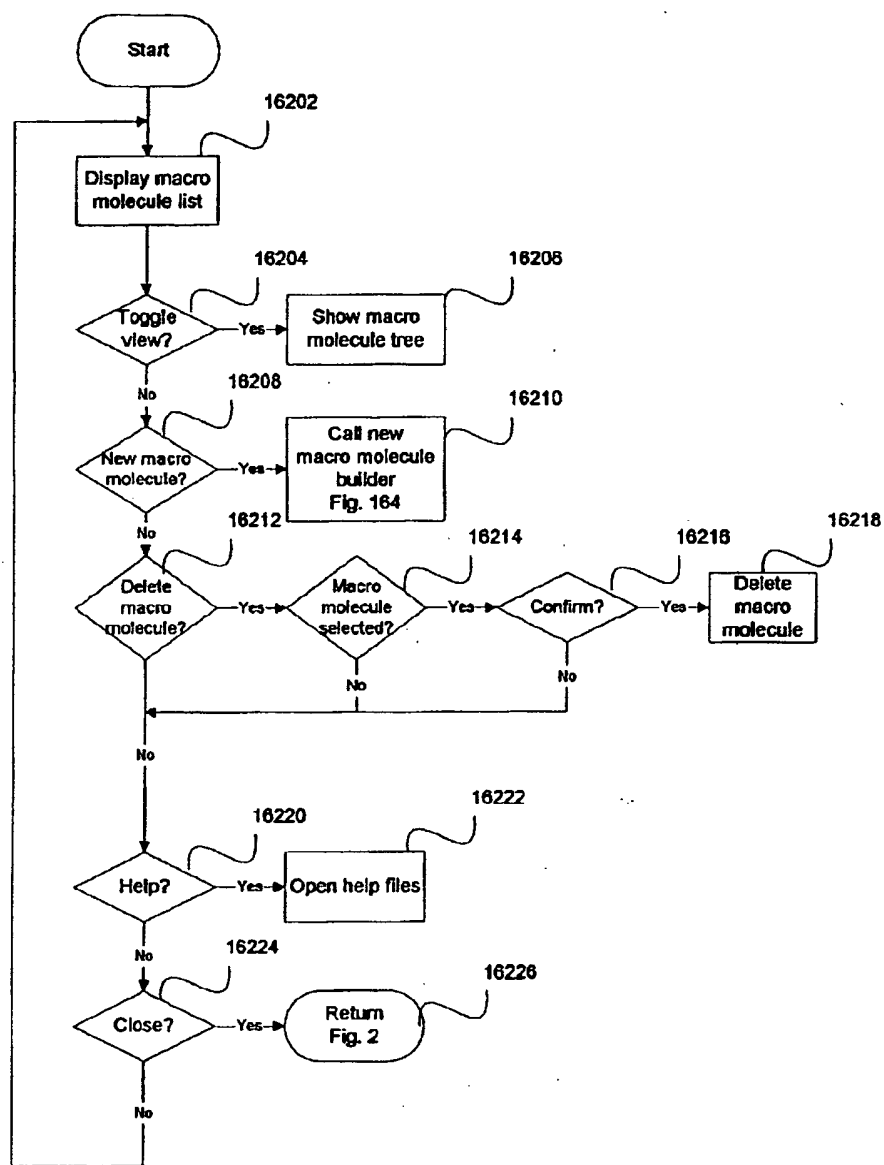 Start
16202
Display macro
molecule list
16204
16206
Toggle
view?
Yes
Show macro
molecule tree
No
16208
16210
New macro
molecule?
Yes
Call new
macro molecule
builder
Fig. 164
No
16212
16214
16216
16218
Delete
macro
molecule?
Yes
Macro
molecule
selected?
Yes
Confirm?
Yes
Delete
macro
molecule
No
No
No
16220
16222
Help?
Yes
Open help files
No
16224
16226
Close?
Yes
Return
Fig. 2
No